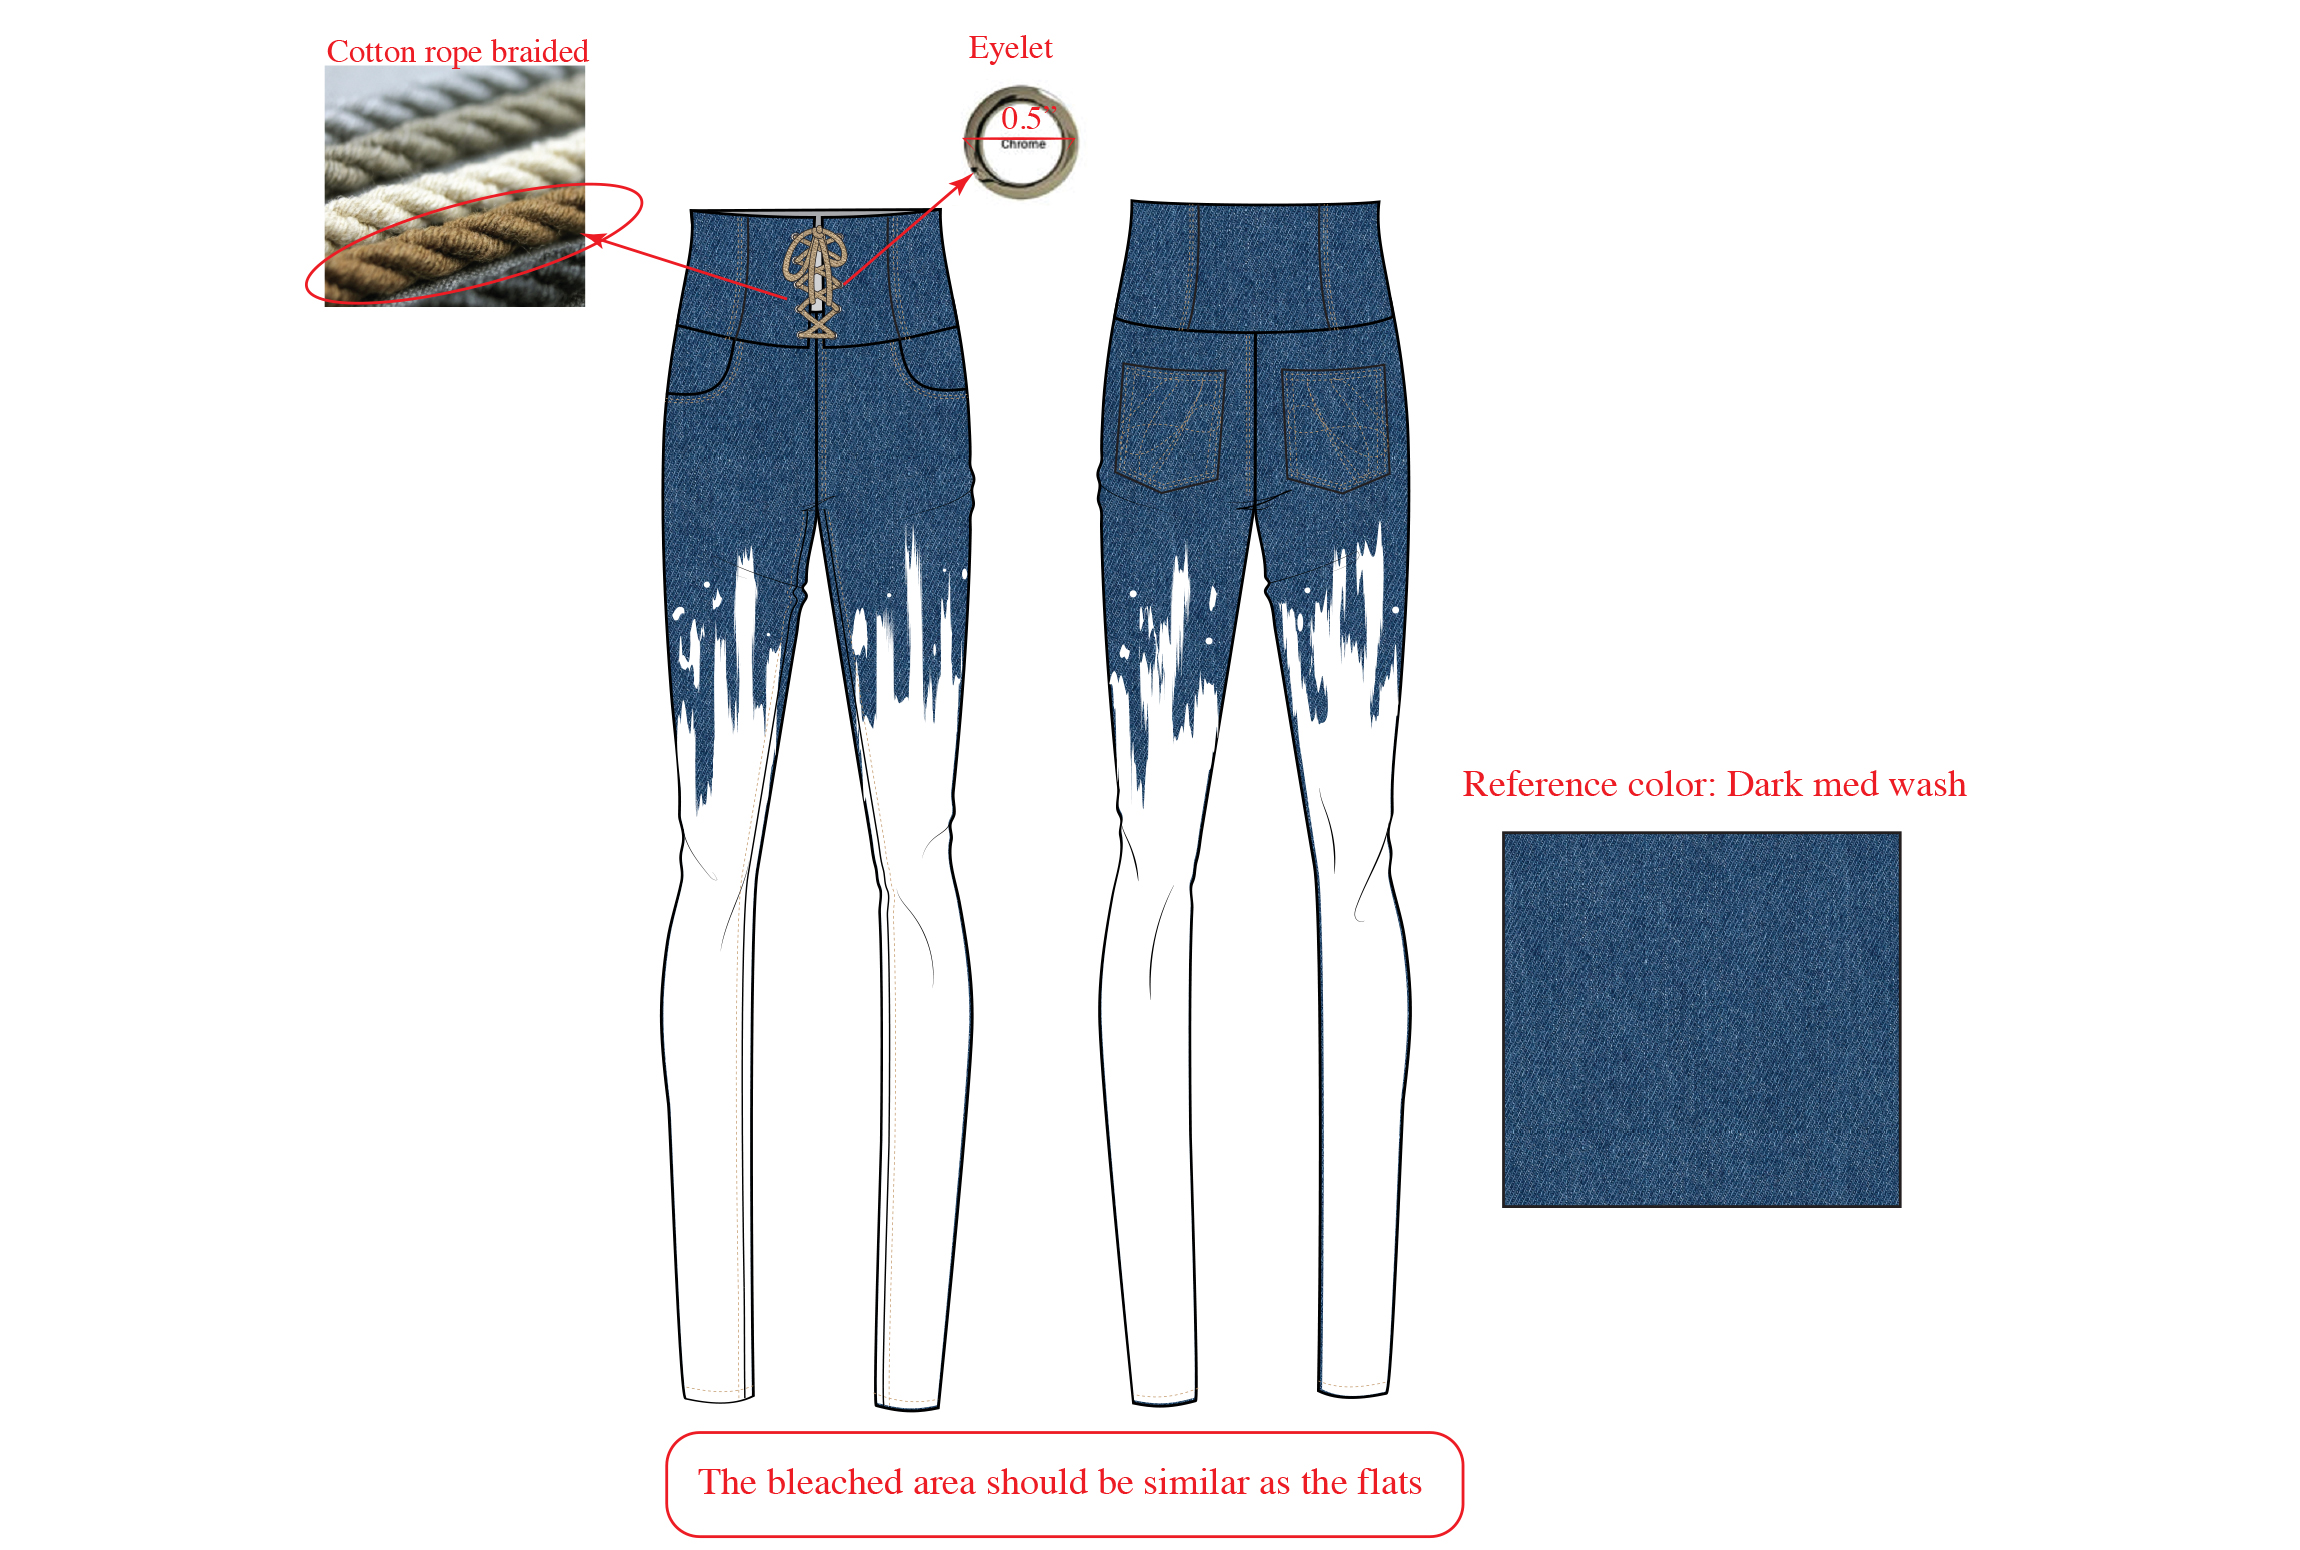 Cotton rope braided
Eyelet
0.5”
Chrome
Reference color: Dark med wash
The bleached area should be similar as the flats